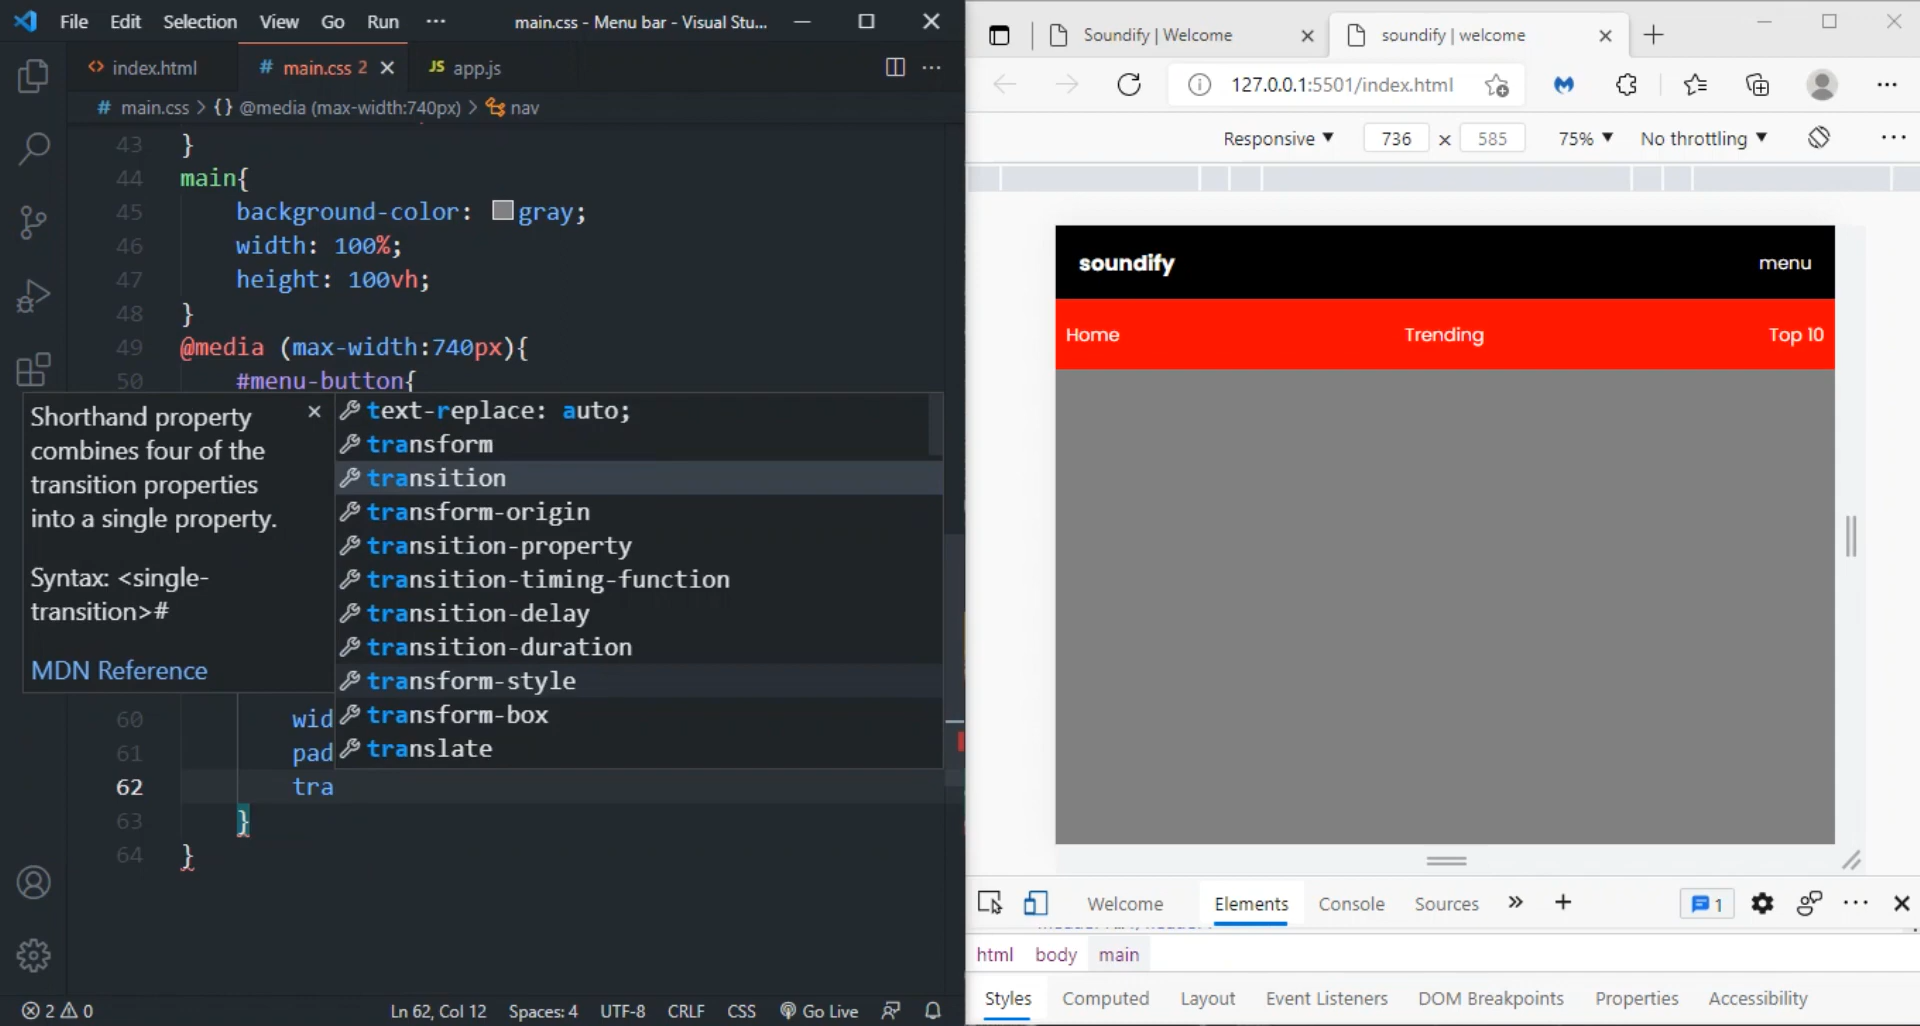 File Edit Selection View Go Run ··· main.css - Menu bar - Visual Stu...
index.html # main.css 2 JS app.js
# main.css > {} @media (max-width:740px) > nav
43 }
44 main{
45 background-color: gray;
46 width: 100%;
47 height: 100vh;
48 }
49 @media (max-width:740px){
50 #menu-button{
Shorthand property
combines four of the
transition properties
into a single property.
Syntax: <single-
transition>#
MDN Reference
text-replace: auto;
transform
transition
transform-origin
transition-property
transition-timing-function
transition-delay
transition-duration
transform-style
transform-box
translate
60 wid
61 pad
62 tra
63 }
64 }
2 0 Ln 62, Col 12 Spaces: 4 UTF-8 CRLF CSS Go Live
Soundify | Welcome soundify | welcome
127.0.0.1:5501/index.html
Responsive 736 x 585 75% No throttling
soundify menu
Home Trending Top 10
Welcome Elements Console Sources 1
html body main
Styles Computed Layout Event Listeners DOM Breakpoints Properties Accessibility